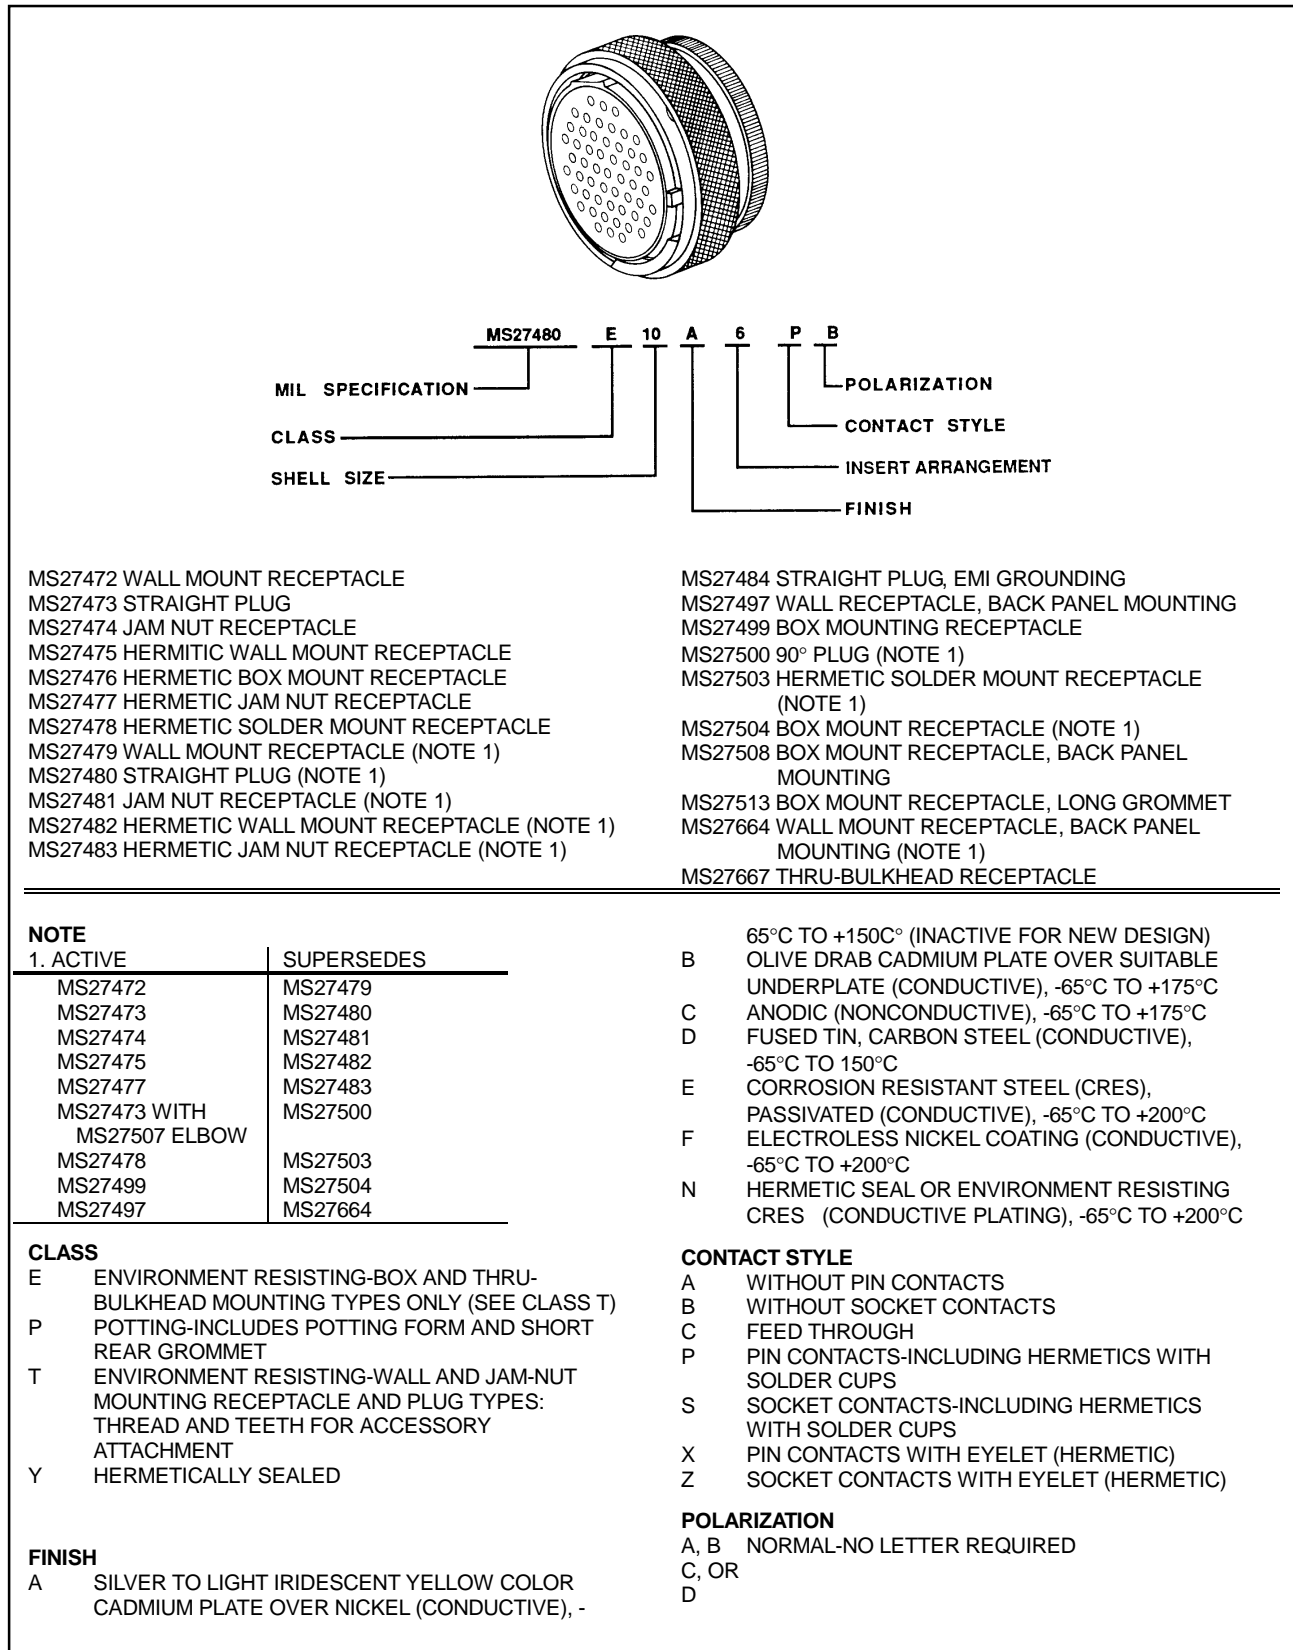 MS27480 E 10 A 6 P B
MIL SPECIFICATION
POLARIZATION
CLASS
CONTACT STYLE
SHELL SIZE
INSERT ARRANGEMENT
FINISH
MS27472 WALL MOUNT RECEPTACLE
MS27473 STRAIGHT PLUG
MS27474 JAM NUT RECEPTACLE
MS27475 HERMITIC WALL MOUNT RECEPTACLE
MS27476 HERMETIC BOX MOUNT RECEPTACLE
MS27477 HERMETIC JAM NUT RECEPTACLE
MS27478 HERMETIC SOLDER MOUNT RECEPTACLE
MS27479 WALL MOUNT RECEPTACLE (NOTE 1)
MS27480 STRAIGHT PLUG (NOTE 1)
MS27481 JAM NUT RECEPTACLE (NOTE 1)
MS27482 HERMETIC WALL MOUNT RECEPTACLE (NOTE 1)
MS27483 HERMETIC JAM NUT RECEPTACLE (NOTE 1)
MS27484 STRAIGHT PLUG, EMI GROUNDING
MS27497 WALL RECEPTACLE, BACK PANEL MOUNTING
MS27499 BOX MOUNTING RECEPTACLE
MS27500 90° PLUG (NOTE 1)
MS27503 HERMETIC SOLDER MOUNT RECEPTACLE
(NOTE 1)
MS27504 BOX MOUNT RECEPTACLE (NOTE 1)
MS27508 BOX MOUNT RECEPTACLE, BACK PANEL
MOUNTING
MS27513 BOX MOUNT RECEPTACLE, LONG GROMMET
MS27664 WALL MOUNT RECEPTACLE, BACK PANEL
MOUNTING (NOTE 1)
MS27667 THRU-BULKHEAD RECEPTACLE
NOTE
1. ACTIVE SUPERSEDES
MS27472 MS27479
MS27473 MS27480
MS27474 MS27481
MS27475 MS27482
MS27477 MS27483
MS27473 WITH MS27500
MS27507 ELBOW
MS27478 MS27503
MS27499 MS27504
MS27497 MS27664
CLASS
E ENVIRONMENT RESISTING-BOX AND THRU-
BULKHEAD MOUNTING TYPES ONLY (SEE CLASS T)
P POTTING-INCLUDES POTTING FORM AND SHORT
REAR GROMMET
T ENVIRONMENT RESISTING-WALL AND JAM-NUT
MOUNTING RECEPTACLE AND PLUG TYPES:
THREAD AND TEETH FOR ACCESSORY
ATTACHMENT
Y HERMETICALLY SEALED
FINISH
A SILVER TO LIGHT IRIDESCENT YELLOW COLOR
CADMIUM PLATE OVER NICKEL (CONDUCTIVE), -
65°C TO +150C° (INACTIVE FOR NEW DESIGN)
B OLIVE DRAB CADMIUM PLATE OVER SUITABLE
UNDERPLATE (CONDUCTIVE), -65°C TO +175°C
C ANODIC (NONCONDUCTIVE), -65°C TO +175°C
D FUSED TIN, CARBON STEEL (CONDUCTIVE),
-65°C TO 150°C
E CORROSION RESISTANT STEEL (CRES),
PASSIVATED (CONDUCTIVE), -65°C TO +200°C
F ELECTROLESS NICKEL COATING (CONDUCTIVE),
-65°C TO +200°C
N HERMETIC SEAL OR ENVIRONMENT RESISTING
CRES (CONDUCTIVE PLATING), -65°C TO +200°C
CONTACT STYLE
A WITHOUT PIN CONTACTS
B WITHOUT SOCKET CONTACTS
C FEED THROUGH
P PIN CONTACTS-INCLUDING HERMETICS WITH
SOLDER CUPS
S SOCKET CONTACTS-INCLUDING HERMETICS
WITH SOLDER CUPS
X PIN CONTACTS WITH EYELET (HERMETIC)
Z SOCKET CONTACTS WITH EYELET (HERMETIC)
POLARIZATION
A, B NORMAL-NO LETTER REQUIRED
C, OR
D